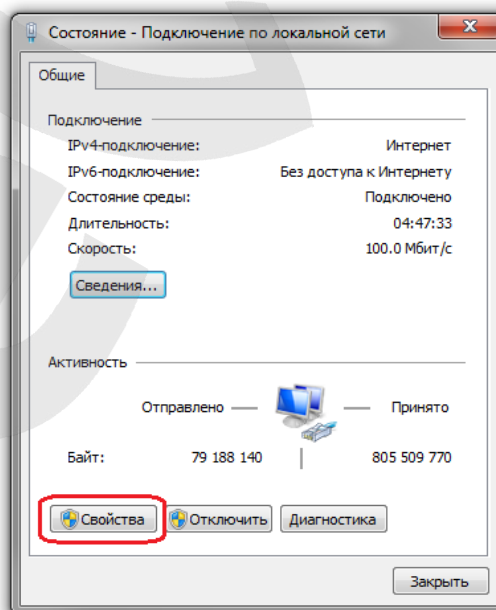 Состояние - Подключение по локальной сети
Общие
Подключение
IPv4-подключение: Интернет
IPv6-подключение: Без доступа к Интернету
Состояние среды: Подключено
Длительность: 04:47:33
Скорость: 100.0 Мбит/с
Сведения...
Активность
Отправлено — — Принято
Байт: 79 188 140 | 805 509 770
Свойства Отключить Диагностика
Закрыть